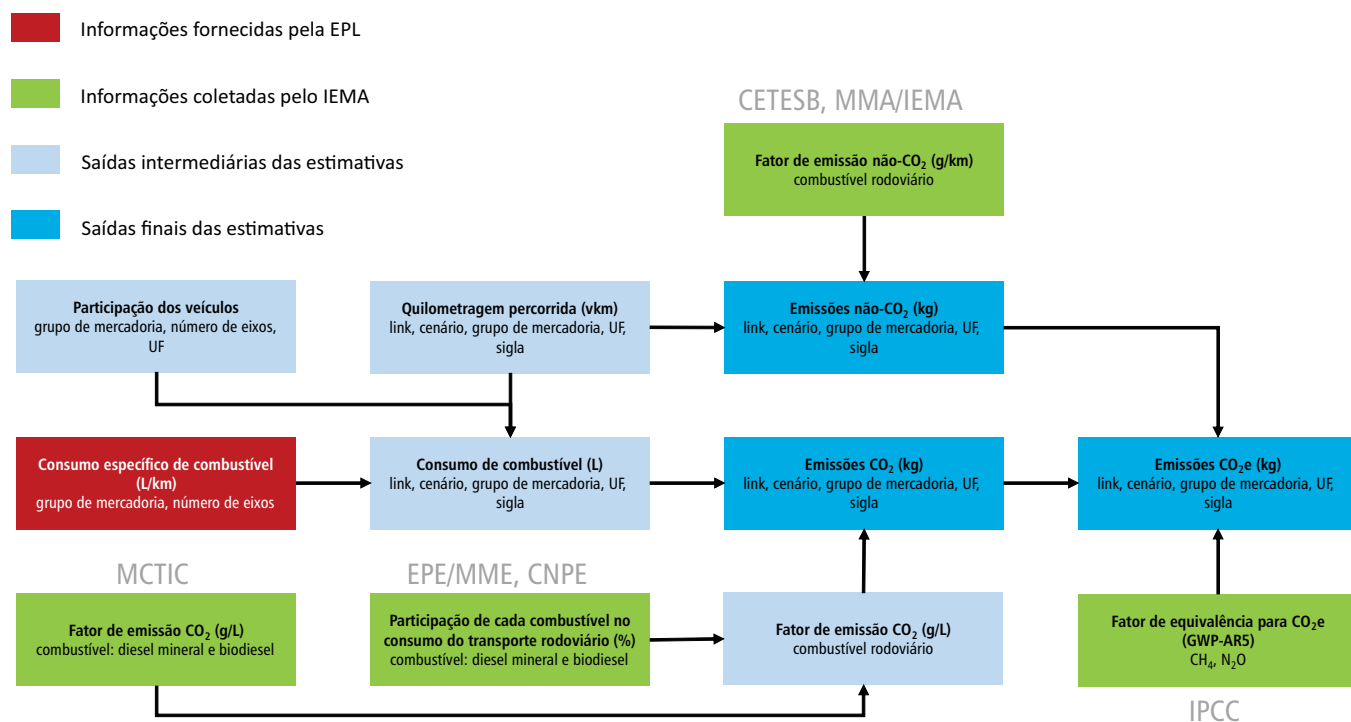 Informações fornecidas pela EPL
Informações coletadas pelo IEMA
Saídas intermediárias das estimativas
Saídas finais das estimativas
CETESB, MMA/IEMA
Fator de emissão não-CO₂ (g/km)
combustível rodoviário
Participação dos veículos
grupo de mercadoria, número de eixos,
UF
Quilometragem percorrida (vkm)
link, cenário, grupo de mercadoria, UF,
sigla
Emissões não-CO₂ (kg)
link, cenário, grupo de mercadoria, UF,
sigla
Consumo específico de combustível
(L/km)
grupo de mercadoria, número de eixos
Consumo de combustível (L)
link, cenário, grupo de mercadoria, UF,
sigla
Emissões CO₂ (kg)
link, cenário, grupo de mercadoria, UF,
sigla
Emissões CO₂e (kg)
link, cenário, grupo de mercadoria, UF,
sigla
MCTIC
Fator de emissão CO₂ (g/L)
combustível: diesel mineral e biodiesel
EPE/MME, CNPE
Participação de cada combustível no
consumo do transporte rodoviário (%)
combustível: diesel mineral e biodiesel
Fator de emissão CO₂ (g/L)
combustível rodoviário
Fator de equivalência para CO₂e
(GWP-AR5)
CH₄, N₂O
IPCC